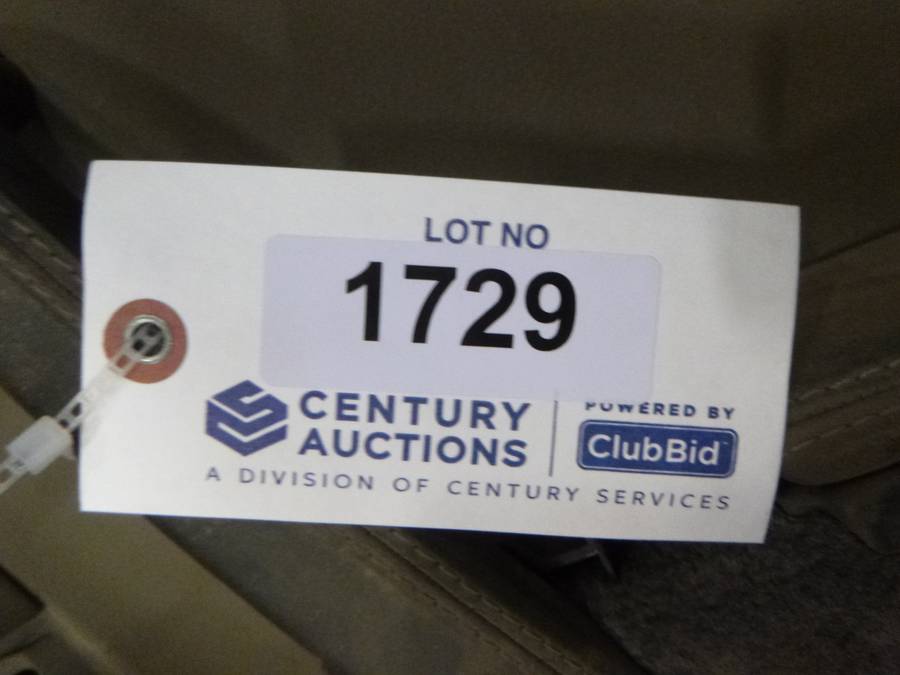 LOT NO
1729
CENTURY
AUCTIONS
POWERED BY
ClubBid
A DIVISION OF CENTURY SERVICES